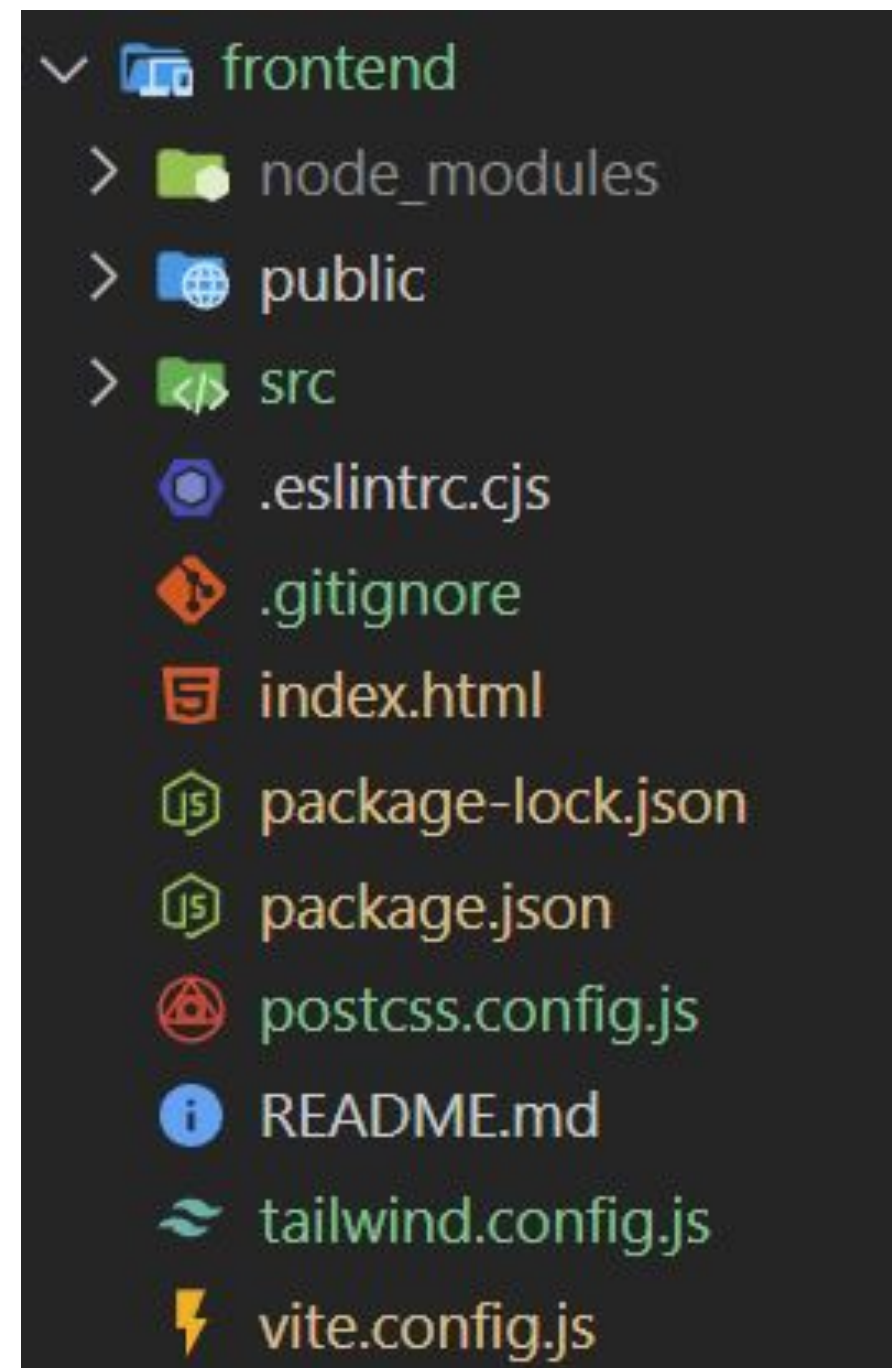 frontend
node_modules
public
src
.eslintrc.cjs
.gitignore
index.html
package-lock.json
package.json
postcss.config.js
README.md
tailwind.config.js
vite.config.js